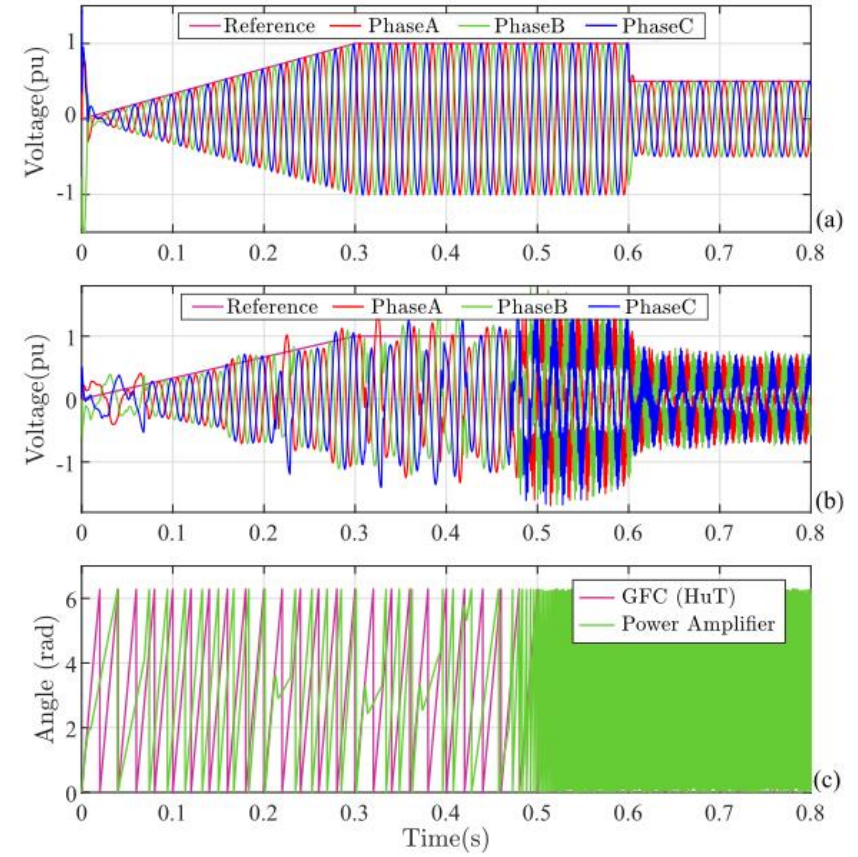 Reference PhaseA PhaseB PhaseC
Voltage(pu)
1
0
-1
0 0.1 0.2 0.3 0.4 0.5 0.6 0.7 0.8
(a)
Reference PhaseA PhaseB PhaseC
Voltage(pu)
1
0
-1
0 0.1 0.2 0.3 0.4 0.5 0.6 0.7 0.8
(b)
GFC (HuT)
Power Amplifier
Angle (rad)
6
4
2
0
0 0.1 0.2 0.3 0.4 0.5 0.6 0.7 0.8
(c)
Time(s)